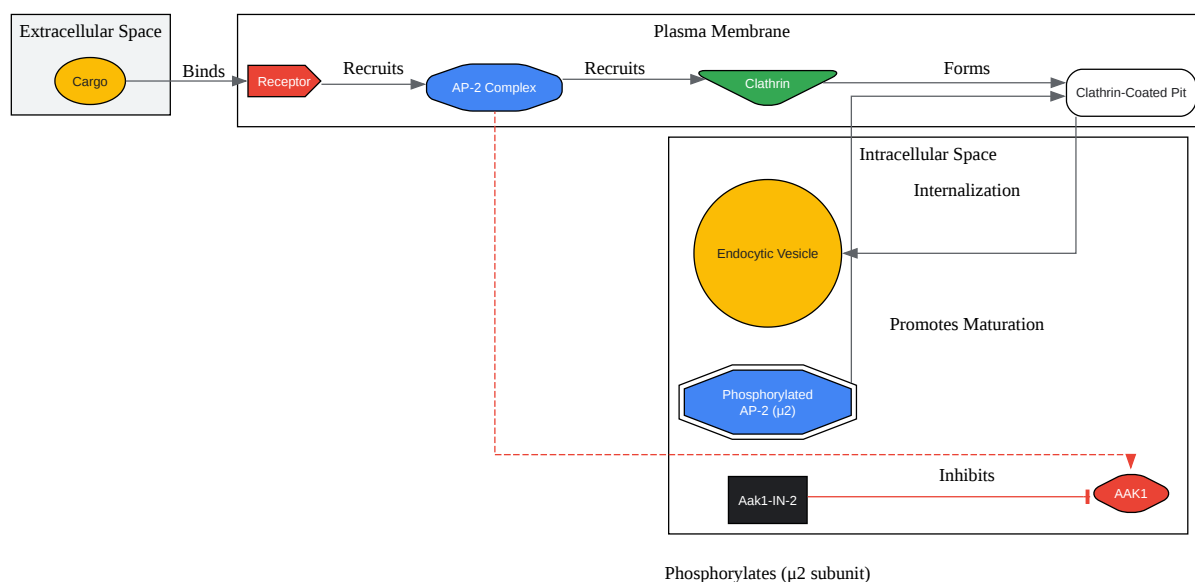 Extracellular Space
Plasma Membrane
Cargo
Binds
Receptor
Recruits
AP-2 Complex
Recruits
Clathrin
Forms
Clathrin-Coated Pit
Intracellular Space
Internalization
Endocytic Vesicle
Promotes Maturation
Phosphorylated
AP-2 (μ2)
Aak1-IN-2
Inhibits
AAK1
Phosphorylates (μ2 subunit)